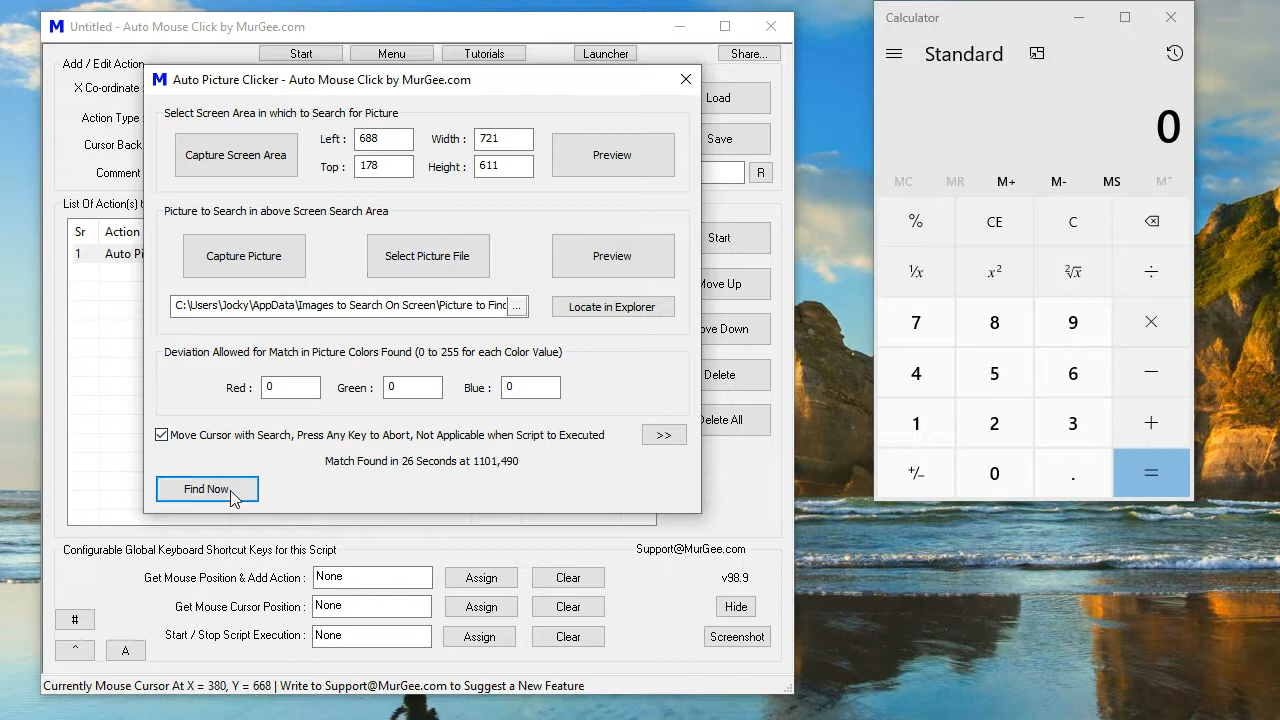 M Untitled - Auto Mouse Click by MurGee.com
Start Menu Tutorials Launcher Share...
Add / Edit Action
X Co-ordinate
Action Type :
Cursor Back
Comment
Load
Save
R
List Of Action(s) t
Sr Action
1 Auto Pi
Start
Move Up
ove Down
Delete
Delete All
M Auto Picture Clicker - Auto Mouse Click by MurGee.com
Select Screen Area in which to Search for Picture
Capture Screen Area
Left : 688 Width : 721
Top : 178 Height : 611
Preview
Picture to Search in above Screen Search Area
Capture Picture Select Picture File Preview
C:\Users\Jocky\AppData\Images to Search On Screen\Picture to Find ... Locate in Explorer
Deviation Allowed for Match in Picture Colors Found (0 to 255 for each Color Value)
Red : 0 Green : 0 Blue : 0
Move Cursor with Search, Press Any Key to Abort, Not Applicable when Script to Executed >>
Match Found in 26 Seconds at 1101,490
Find Now
Configurable Global Keyboard Shortcut Keys for this Script
Support@MurGee.com
Get Mouse Position & Add Action : None Assign Clear v98.9
Get Mouse Cursor Position : None Assign Clear Hide
# 
Start / Stop Script Execution : None Assign Clear Screenshot
^ A
Currently Mouse Cursor At X = 380, Y = 668 | Write to Support@MurGee.com to Suggest a New Feature
Calculator
Standard
0
MC MR M+ M- MS M˅
% CE C
¹/x x² ²√x ÷
7 8 9 ×
4 5 6 −
1 2 3 +
+/− 0 . =